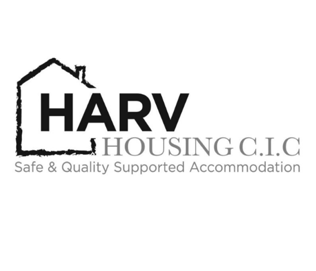 HARV
HOUSING C.I.C
Safe & Quality Supported Accommodation